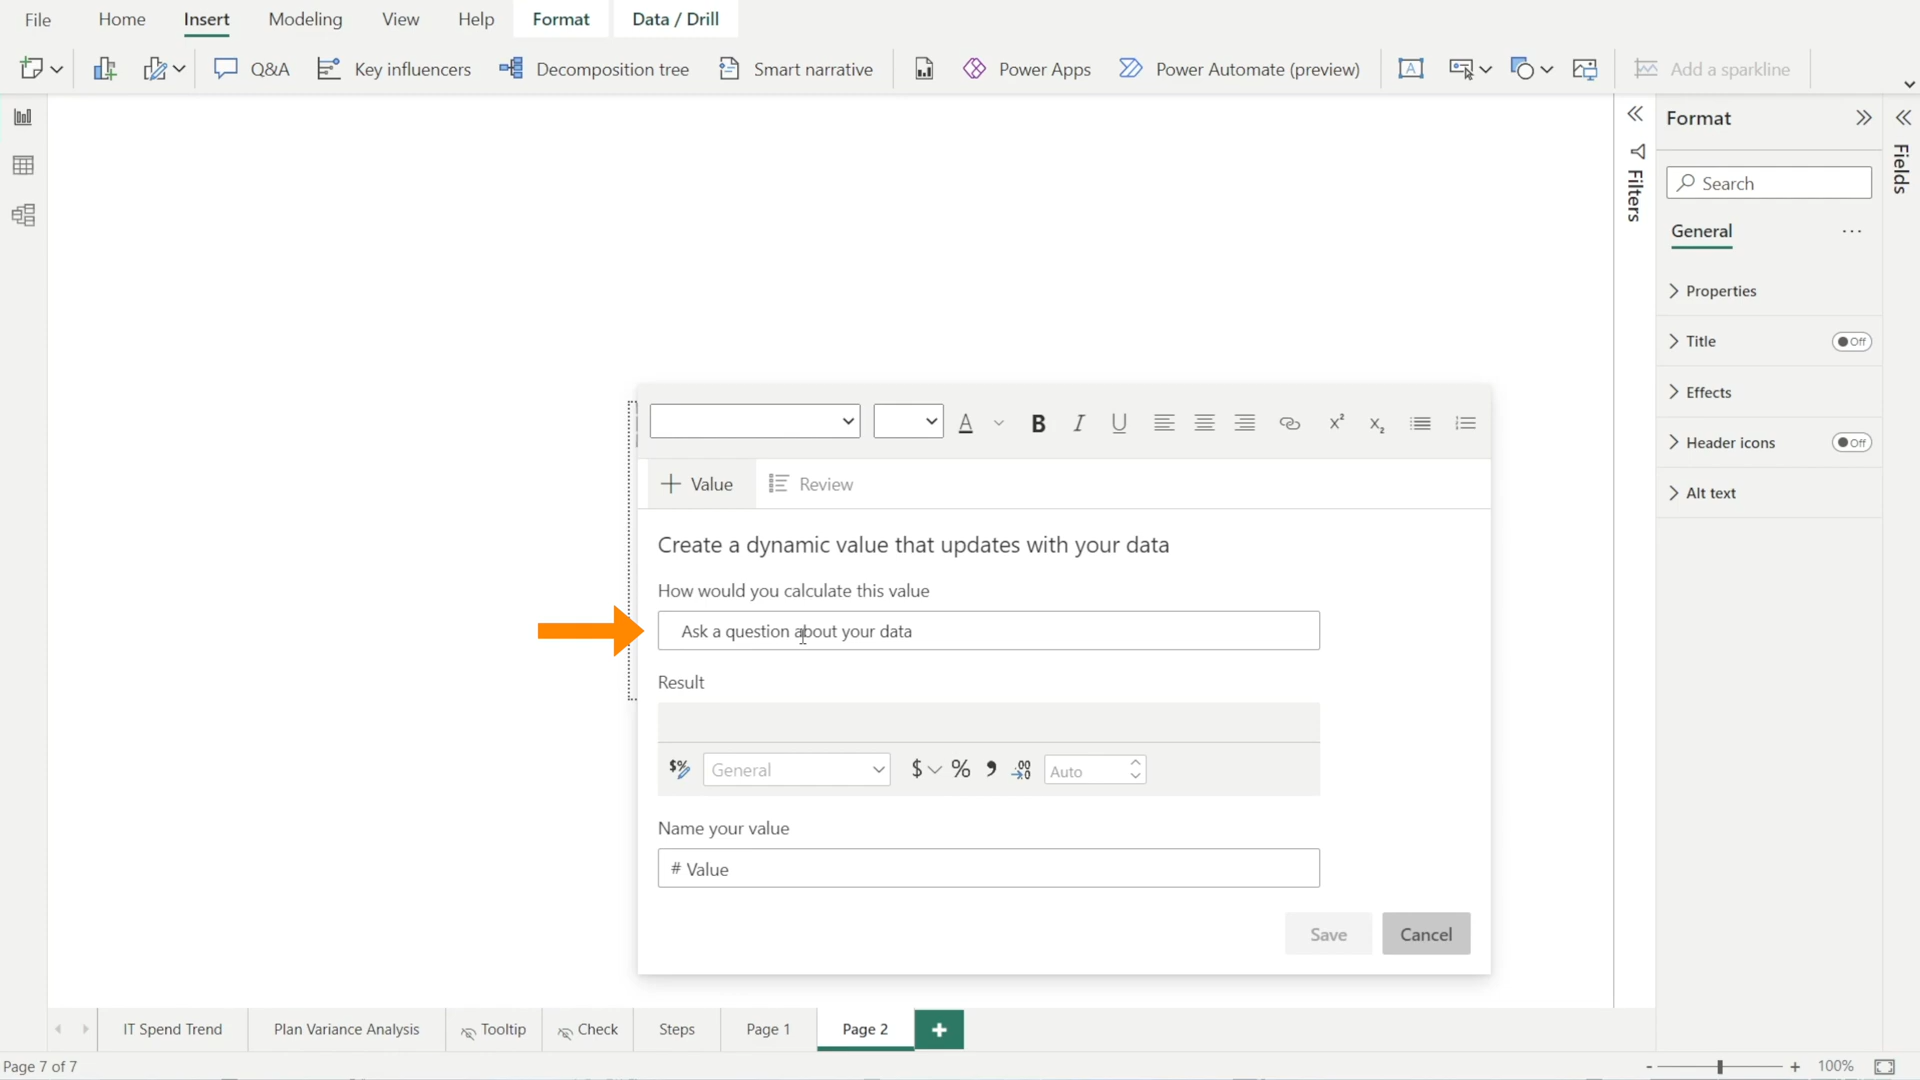 File Home Insert Modeling View Help Format Data / Drill
Q&A Key influencers Decomposition tree Smart narrative Power Apps Power Automate (preview) Add a sparkline
Format
Search
General
Properties
Title Off
Effects
Header icons Off
Alt text
Filters
Fields
A B I U x² x₂
Value Review
Create a dynamic value that updates with your data
How would you calculate this value
Ask a question about your data
Result
$% General $ % , .00 Auto
Name your value
# Value
Save Cancel
IT Spend Trend Plan Variance Analysis Tooltip Check Steps Page 1 Page 2 +
Page 7 of 7 - + 100%